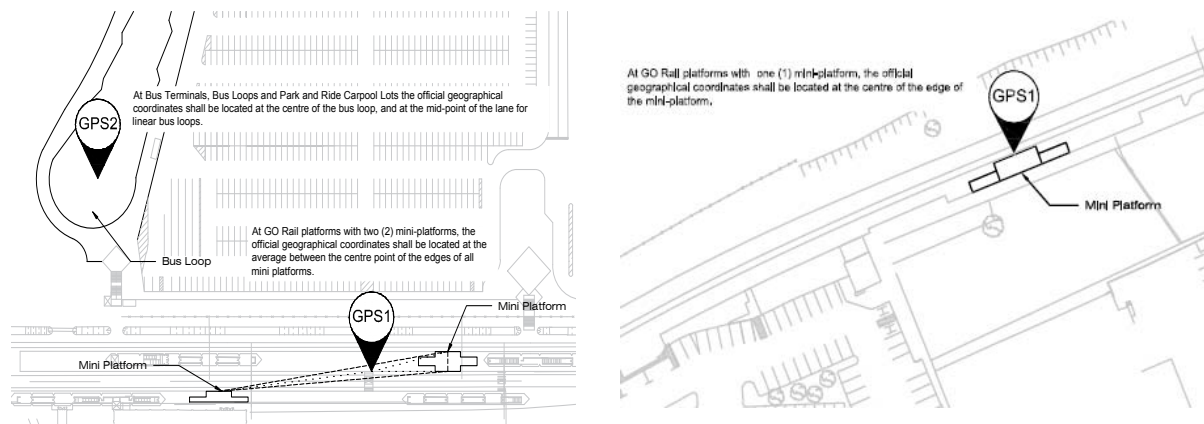 At Bus Terminals, Bus Loops and Park and Ride Carpool Lots the official geographical
coordinates shall be located at the centre of the bus loop, and at the mid-point of the lane for
linear bus loops.
GPS2
At GO Rail platforms with two (2) mini-platforms, the
official geographical coordinates shall be located at the
average between the centre point of the edges of all
mini platforms.
Bus Loop
GPS1
Mini Platform
Mini Platform
At GO Rail platforms with one (1) mini-platform, the official
geographical coordinates shall be located at the centre of the edge of
the mini-platform.
GPS1
Mini Platform